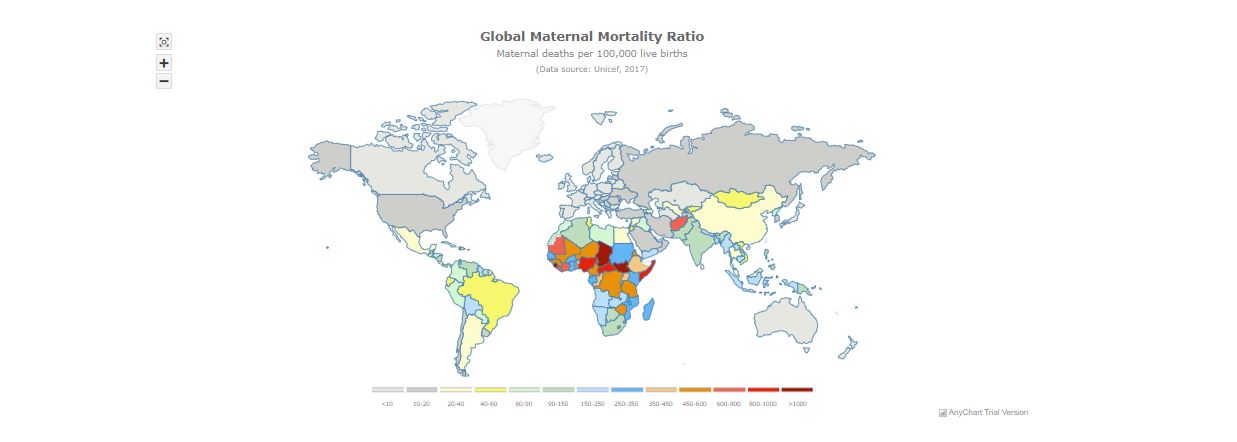 Global Maternal Mortality Ratio
Maternal deaths per 100,000 live births
(Data source: Unicef, 2017)
+
−
<10 10-20 20-40 40-60 60-90 90-150 150-250 250-350 350-450 450-600 600-800 800-1000 >1000
AnyChart Trial Version